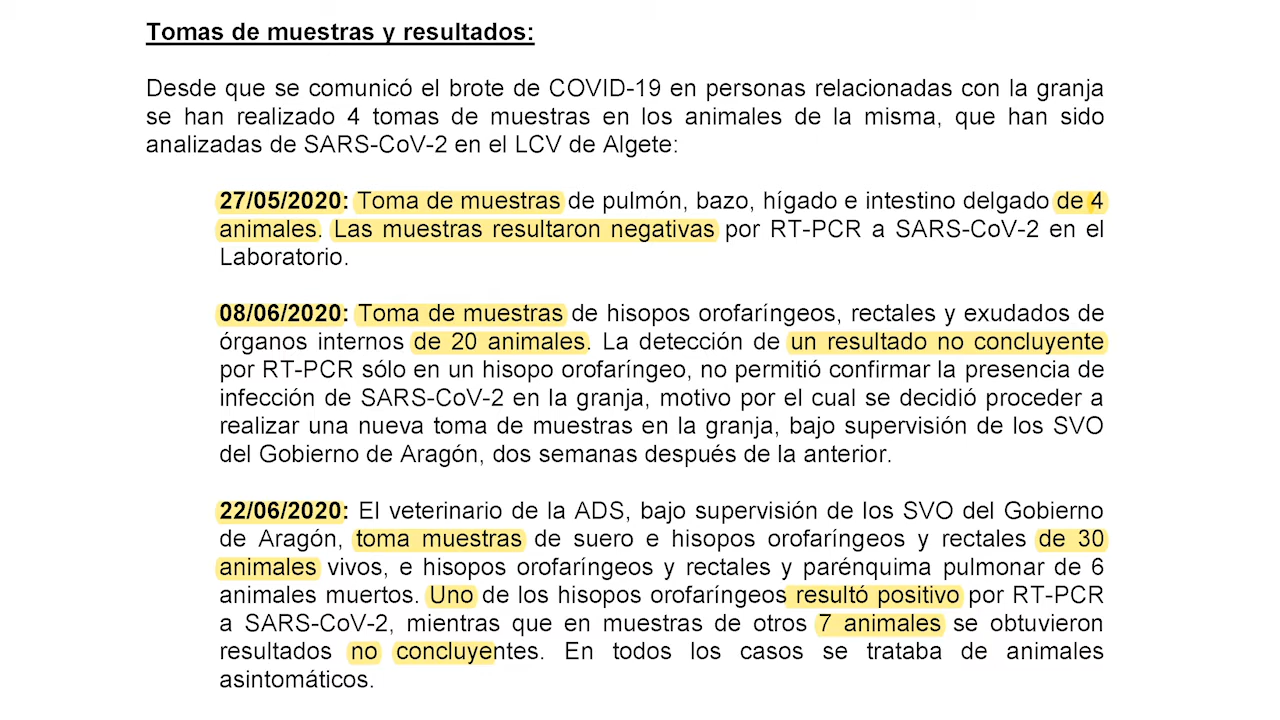 Tomas de muestras y resultados:
Desde que se comunicó el brote de COVID-19 en personas relacionadas con la granja
se han realizado 4 tomas de muestras en los animales de la misma, que han sido
analizadas de SARS-CoV-2 en el LCV de Algete:
27/05/2020: Toma de muestras de pulmón, bazo, hígado e intestino delgado de 4
animales. Las muestras resultaron negativas por RT-PCR a SARS-CoV-2 en el
Laboratorio.
08/06/2020: Toma de muestras de hisopos orofaríngeos, rectales y exudados de
órganos internos de 20 animales. La detección de un resultado no concluyente
por RT-PCR sólo en un hisopo orofaríngeo, no permitió confirmar la presencia de
infección de SARS-CoV-2 en la granja, motivo por el cual se decidió proceder a
realizar una nueva toma de muestras en la granja, bajo supervisión de los SVO
del Gobierno de Aragón, dos semanas después de la anterior.
22/06/2020: El veterinario de la ADS, bajo supervisión de los SVO del Gobierno
de Aragón, toma muestras de suero e hisopos orofaríngeos y rectales de 30
animales vivos, e hisopos orofaríngeos y rectales y parénquima pulmonar de 6
animales muertos. Uno de los hisopos orofaríngeos resultó positivo por RT-PCR
a SARS-CoV-2, mientras que en muestras de otros 7 animales se obtuvieron
resultados no concluyentes. En todos los casos se trataba de animales
asintomáticos.